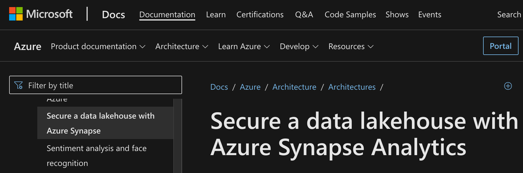 Microsoft Docs Documentation Learn Certifications Q&A Code Samples Shows Events Search
Azure Product documentation Architecture Learn Azure Develop Resources Portal
Filter by title
Azure
Secure a data lakehouse with
Azure Synapse
Sentiment analysis and face
recognition
Docs / Azure / Architecture / Architectures /
Secure a data lakehouse with
Azure Synapse Analytics